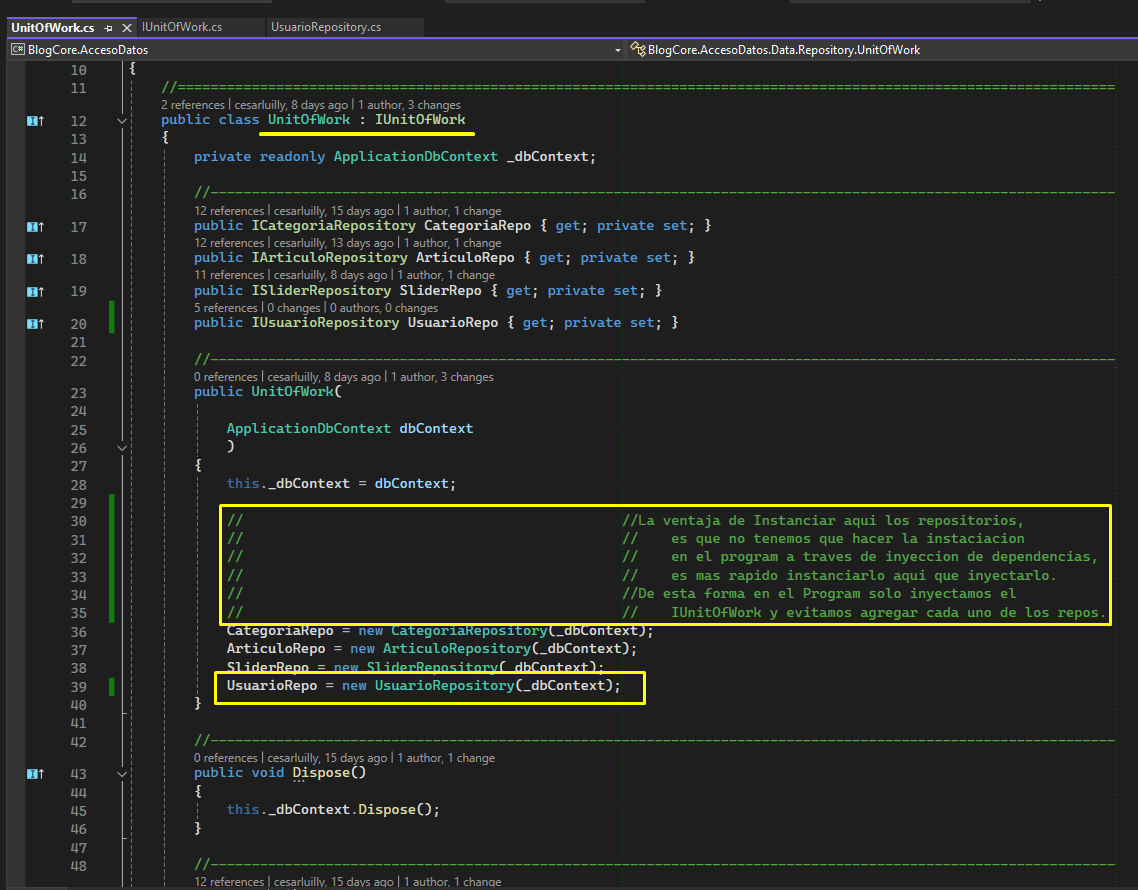 UnitOfWork.cs IUnitOfWork.cs UsuarioRepository.cs
C# BlogCore.AccesoDatos BlogCore.AccesoDatos.Data.Repository.UnitOfWork
10 {
11 //==============================================================================================================
2 references | cesarluilly, 8 days ago | 1 author, 3 changes
12 public class UnitOfWork : IUnitOfWork
13 {
14 private readonly ApplicationDbContext _dbContext;
15
16 //--------------------------------------------------------------------------------------------------------------
12 references | cesarluilly, 15 days ago | 1 author, 1 change
17 public ICategoriaRepository CategoriaRepo { get; private set; }
12 references | cesarluilly, 13 days ago | 1 author, 1 change
18 public IArticuloRepository ArticuloRepo { get; private set; }
11 references | cesarluilly, 8 days ago | 1 author, 1 change
19 public ISliderRepository SliderRepo { get; private set; }
5 references | 0 changes | 0 authors, 0 changes
20 public IUsuarioRepository UsuarioRepo { get; private set; }
21
22 //--------------------------------------------------------------------------------------------------------------
0 references | cesarluilly, 8 days ago | 1 author, 3 changes
23 public UnitOfWork(
24
25 ApplicationDbContext dbContext
26 )
27 {
28 this._dbContext = dbContext;
29
30 // //La ventaja de Instanciar aqui los repositorios,
31 // // es que no tenemos que hacer la instaciacion
32 // // en el program a traves de inyeccion de dependencias,
33 // // es mas rapido instanciarlo aqui que inyectarlo.
34 // //De esta forma en el Program solo inyectamos el
35 // // IUnitOfWork y evitamos agregar cada uno de los repos.
36 CategoriaRepo = new CategoriaRepository(_dbContext);
37 ArticuloRepo = new ArticuloRepository(_dbContext);
38 SliderRepo = new SliderRepository(_dbContext);
39 UsuarioRepo = new UsuarioRepository(_dbContext);
40 }
41
42 //--------------------------------------------------------------------------------------------------------------
0 references | cesarluilly, 15 days ago | 1 author, 1 change
43 public void Dispose()
44 {
45 this._dbContext.Dispose();
46 }
47
48 //--------------------------------------------------------------------------------------------------------------
12 references | cesarluilly, 15 days ago | 1 author, 1 change